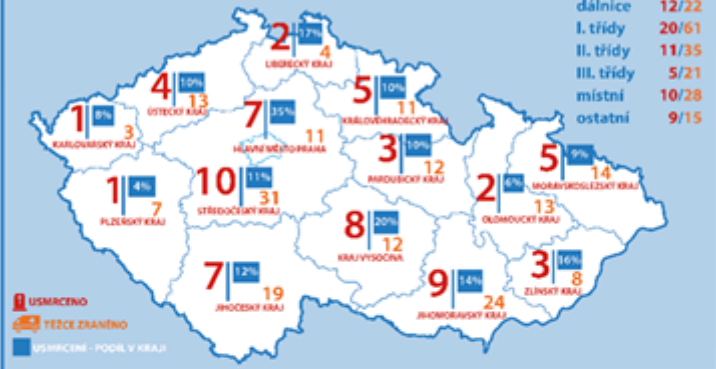 dálnice 12/22
I. třídy 20/61
II. třídy 11/35
III. třídy 5/21
místní 10/28
ostatní 9/15
2 17% 4
LIBERECKÝ KRAJ
4 10% 13
ÚSTECKÝ KRAJ
5 10% 11
KRÁLOVÉHRADECKÝ KRAJ
1 8% 3
KARLOVARSKÝ KRAJ
7 35% 11
HLAVNÍ MĚSTO PRAHA
3 10% 12
PARDUBICKÝ KRAJ
5 9% 14
MORAVSKOSLEZSKÝ KRAJ
1 4% 7
PLZEŇSKÝ KRAJ
10 11% 31
STŘEDOČESKÝ KRAJ
2 6% 13
OLOMOUCKÝ KRAJ
8 20% 12
KRAJ VYSOČINA
7 12% 19
JIHOČESKÝ KRAJ
9 14% 24
JIHOMORAVSKÝ KRAJ
3 16% 8
ZLÍNSKÝ KRAJ
USMRCENO
TĚŽCE ZRANĚNO
USMRCENÍ - PODÍL V KRAJI